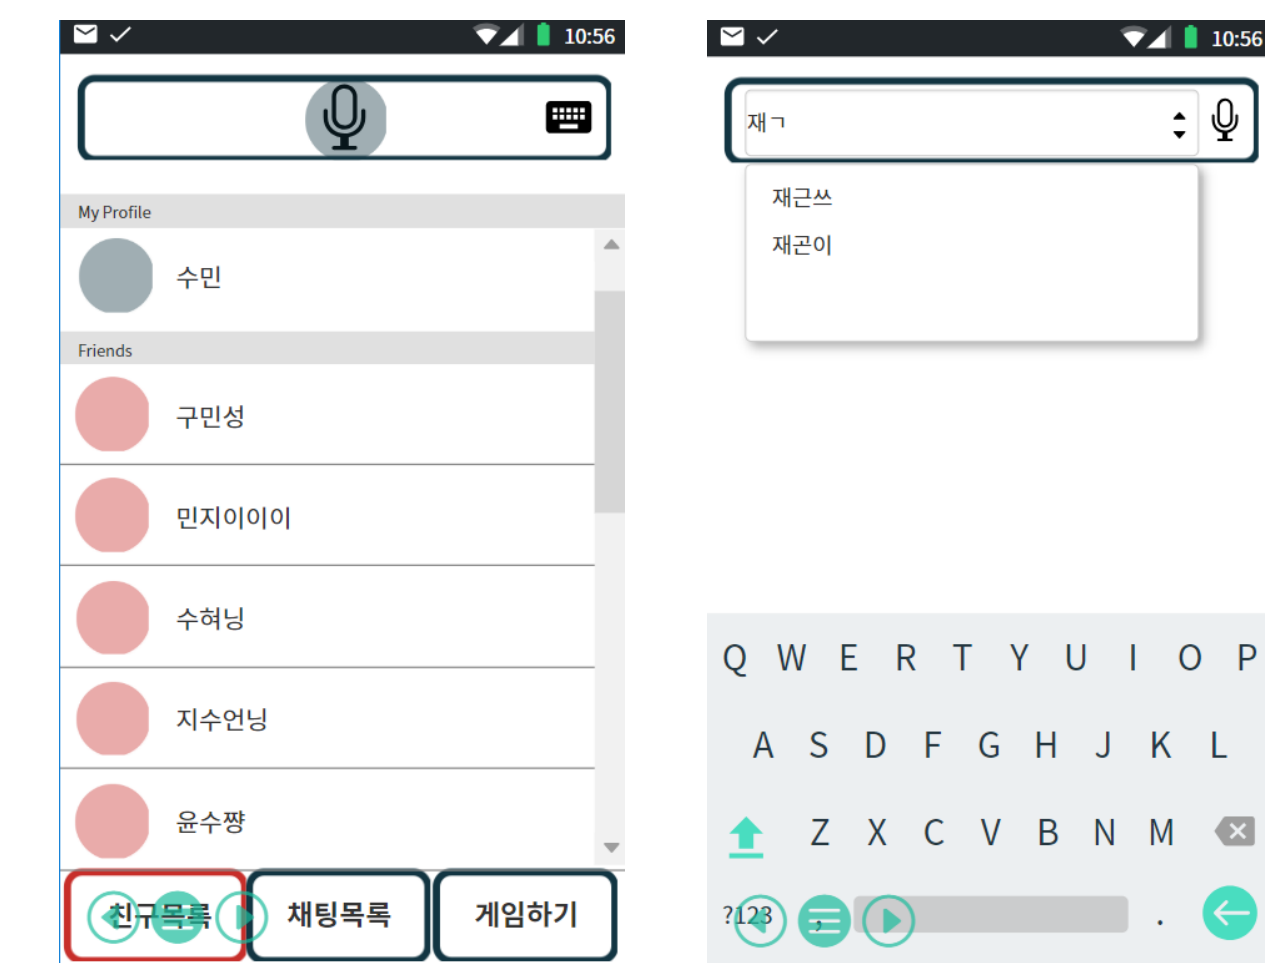 10:56
My Profile
수민
Friends
구민성
민지이이이
수혀닝
지수언닝
윤수쨩
친구목록 채팅목록 게임하기
10:56
재ㄱ
재근쓰
재곤이
Q W E R T Y U I O P
A S D F G H J K L
Z X C V B N M
?123 , .